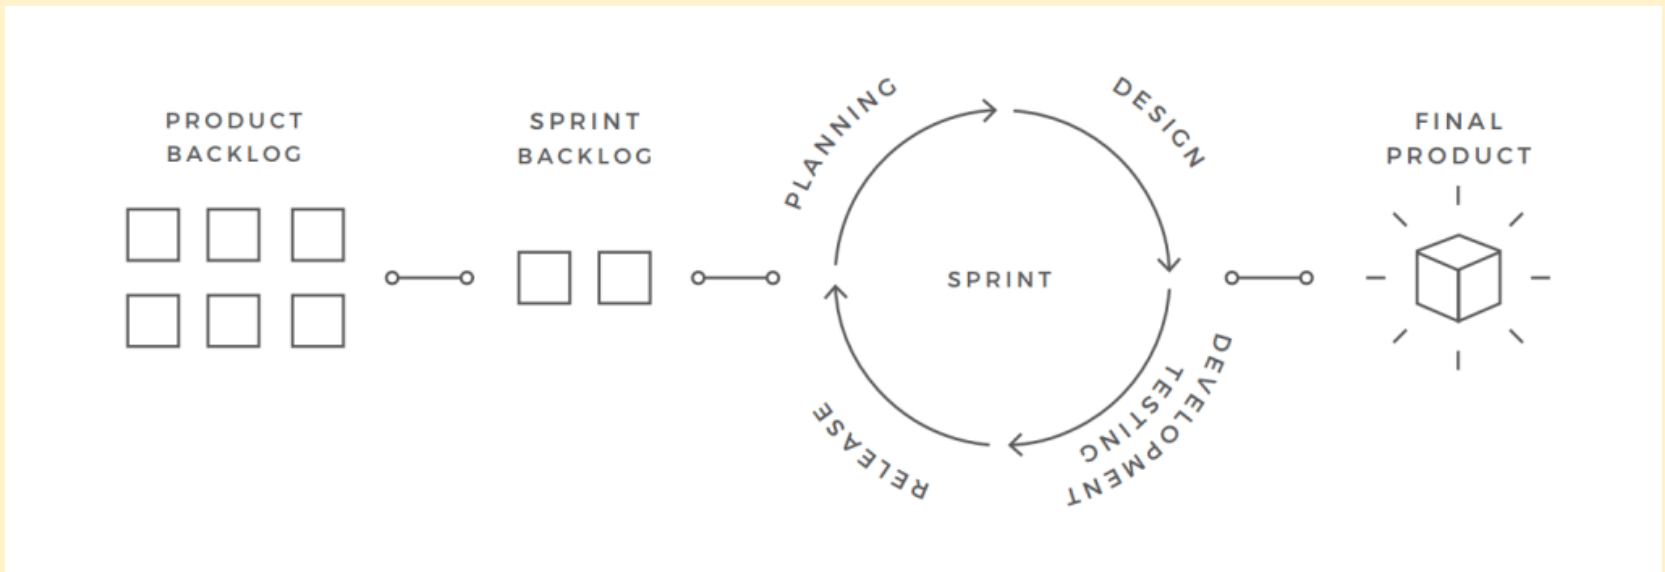 PRODUCT
BACKLOG
SPRINT
BACKLOG
PLANNING
DESIGN
SPRINT
DEVELOPMENT
TESTING
RELEASE
FINAL
PRODUCT